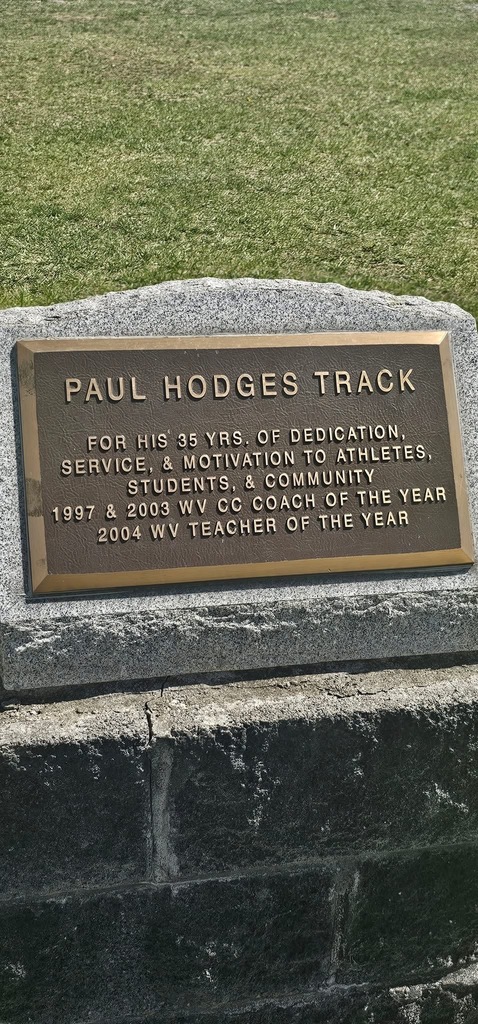 PAUL HODGES TRACK
FOR HIS 35 YRS. OF DEDICATION,
SERVICE, & MOTIVATION TO ATHLETES,
STUDENTS, & COMMUNITY
1997 & 2003 WV CC COACH OF THE YEAR
2004 WV TEACHER OF THE YEAR